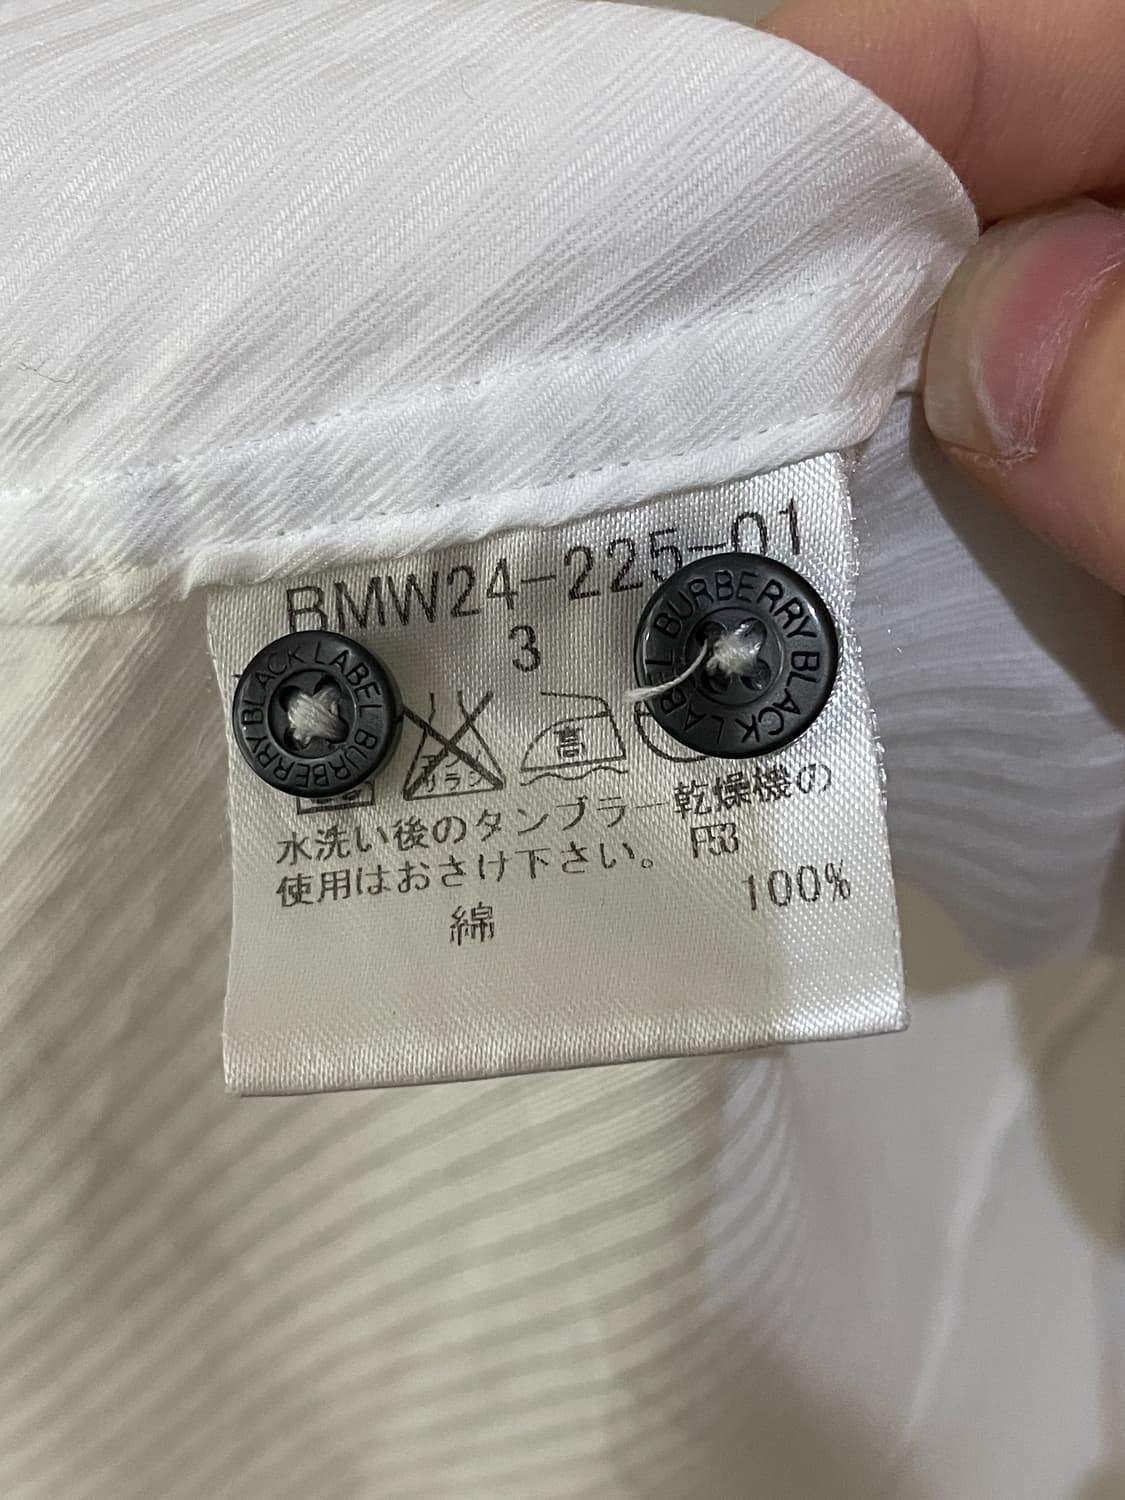 BMW24-225-01
3
BURBERRY BLACK LABEL
BURBERRY BLACK LABEL
高
水洗い後のタンブラー乾燥機の
使用はおさけ下さい。 F53
綿 100%